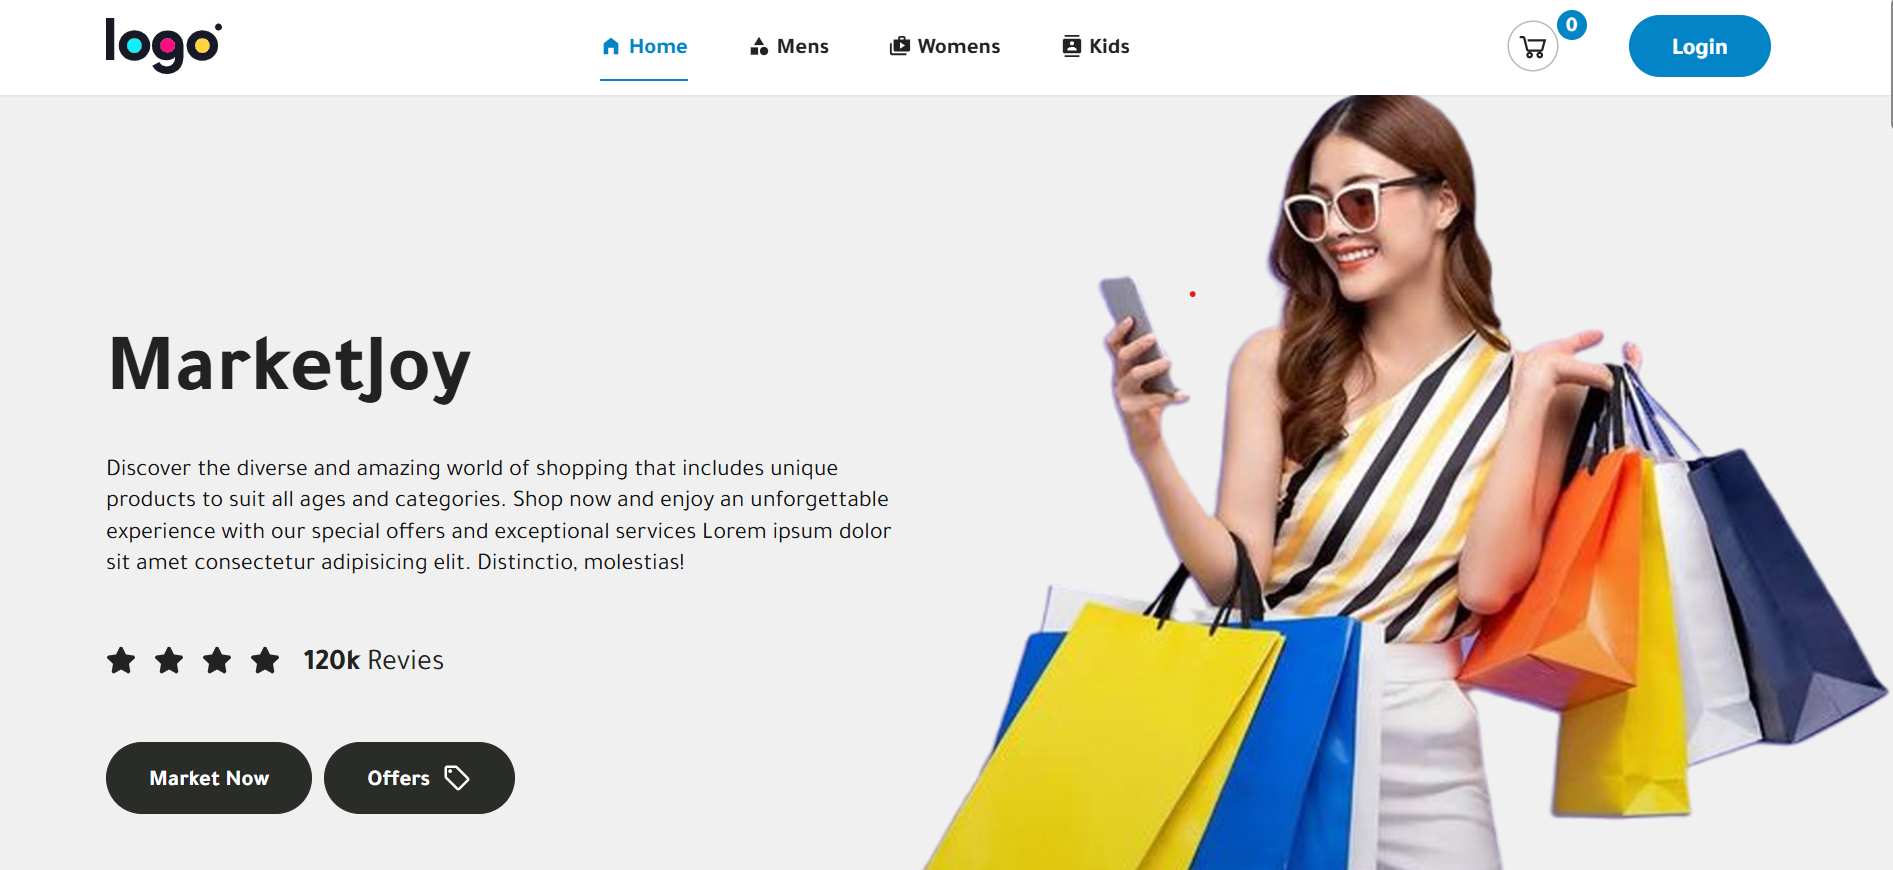 logo
Home
Mens
Womens
Kids
0
Login
MarketJoy
Discover the diverse and amazing world of shopping that includes unique
products to suit all ages and categories. Shop now and enjoy an unforgettable
experience with our special offers and exceptional services Lorem ipsum dolor
sit amet consectetur adipisicing elit. Distinctio, molestias!
120k Revies
Market Now
Offers